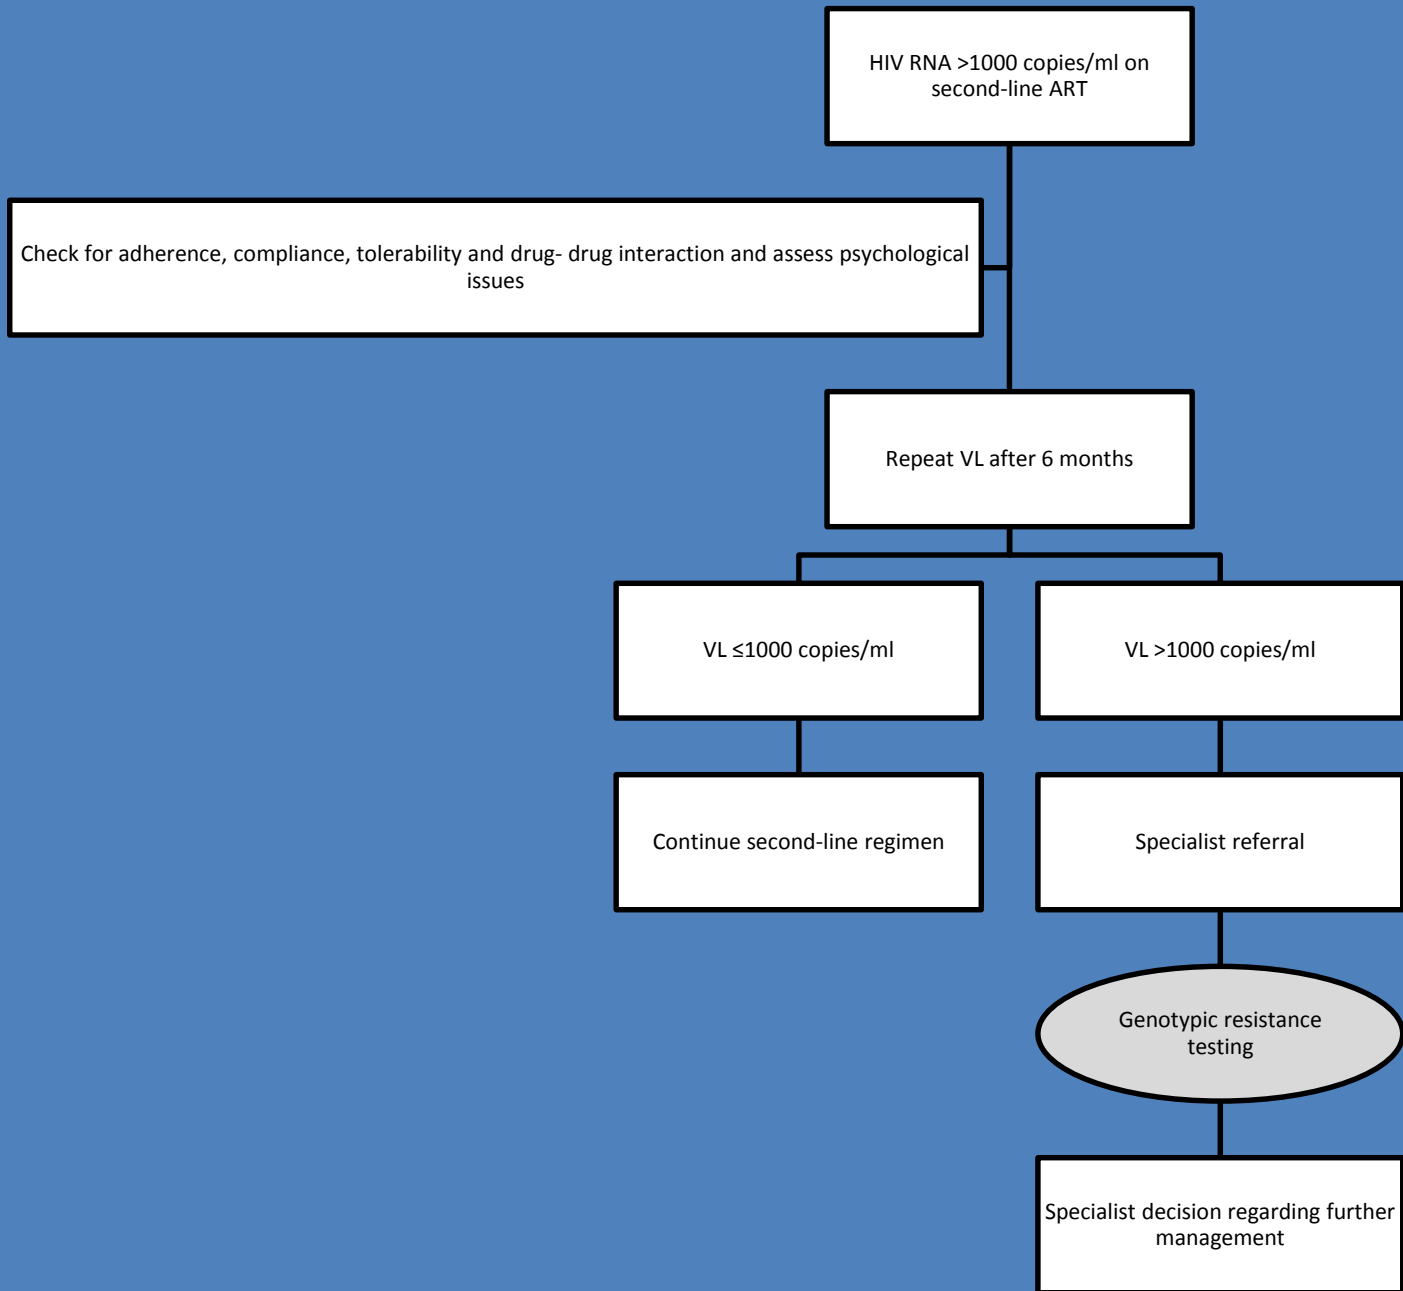 HIV RNA >1000 copies/ml on
second-line ART
Check for adherence, compliance, tolerability and drug- drug interaction and assess psychological
issues
Repeat VL after 6 months
VL ≤1000 copies/ml
VL >1000 copies/ml
Continue second-line regimen
Specialist referral
Genotypic resistance
testing
Specialist decision regarding further
management